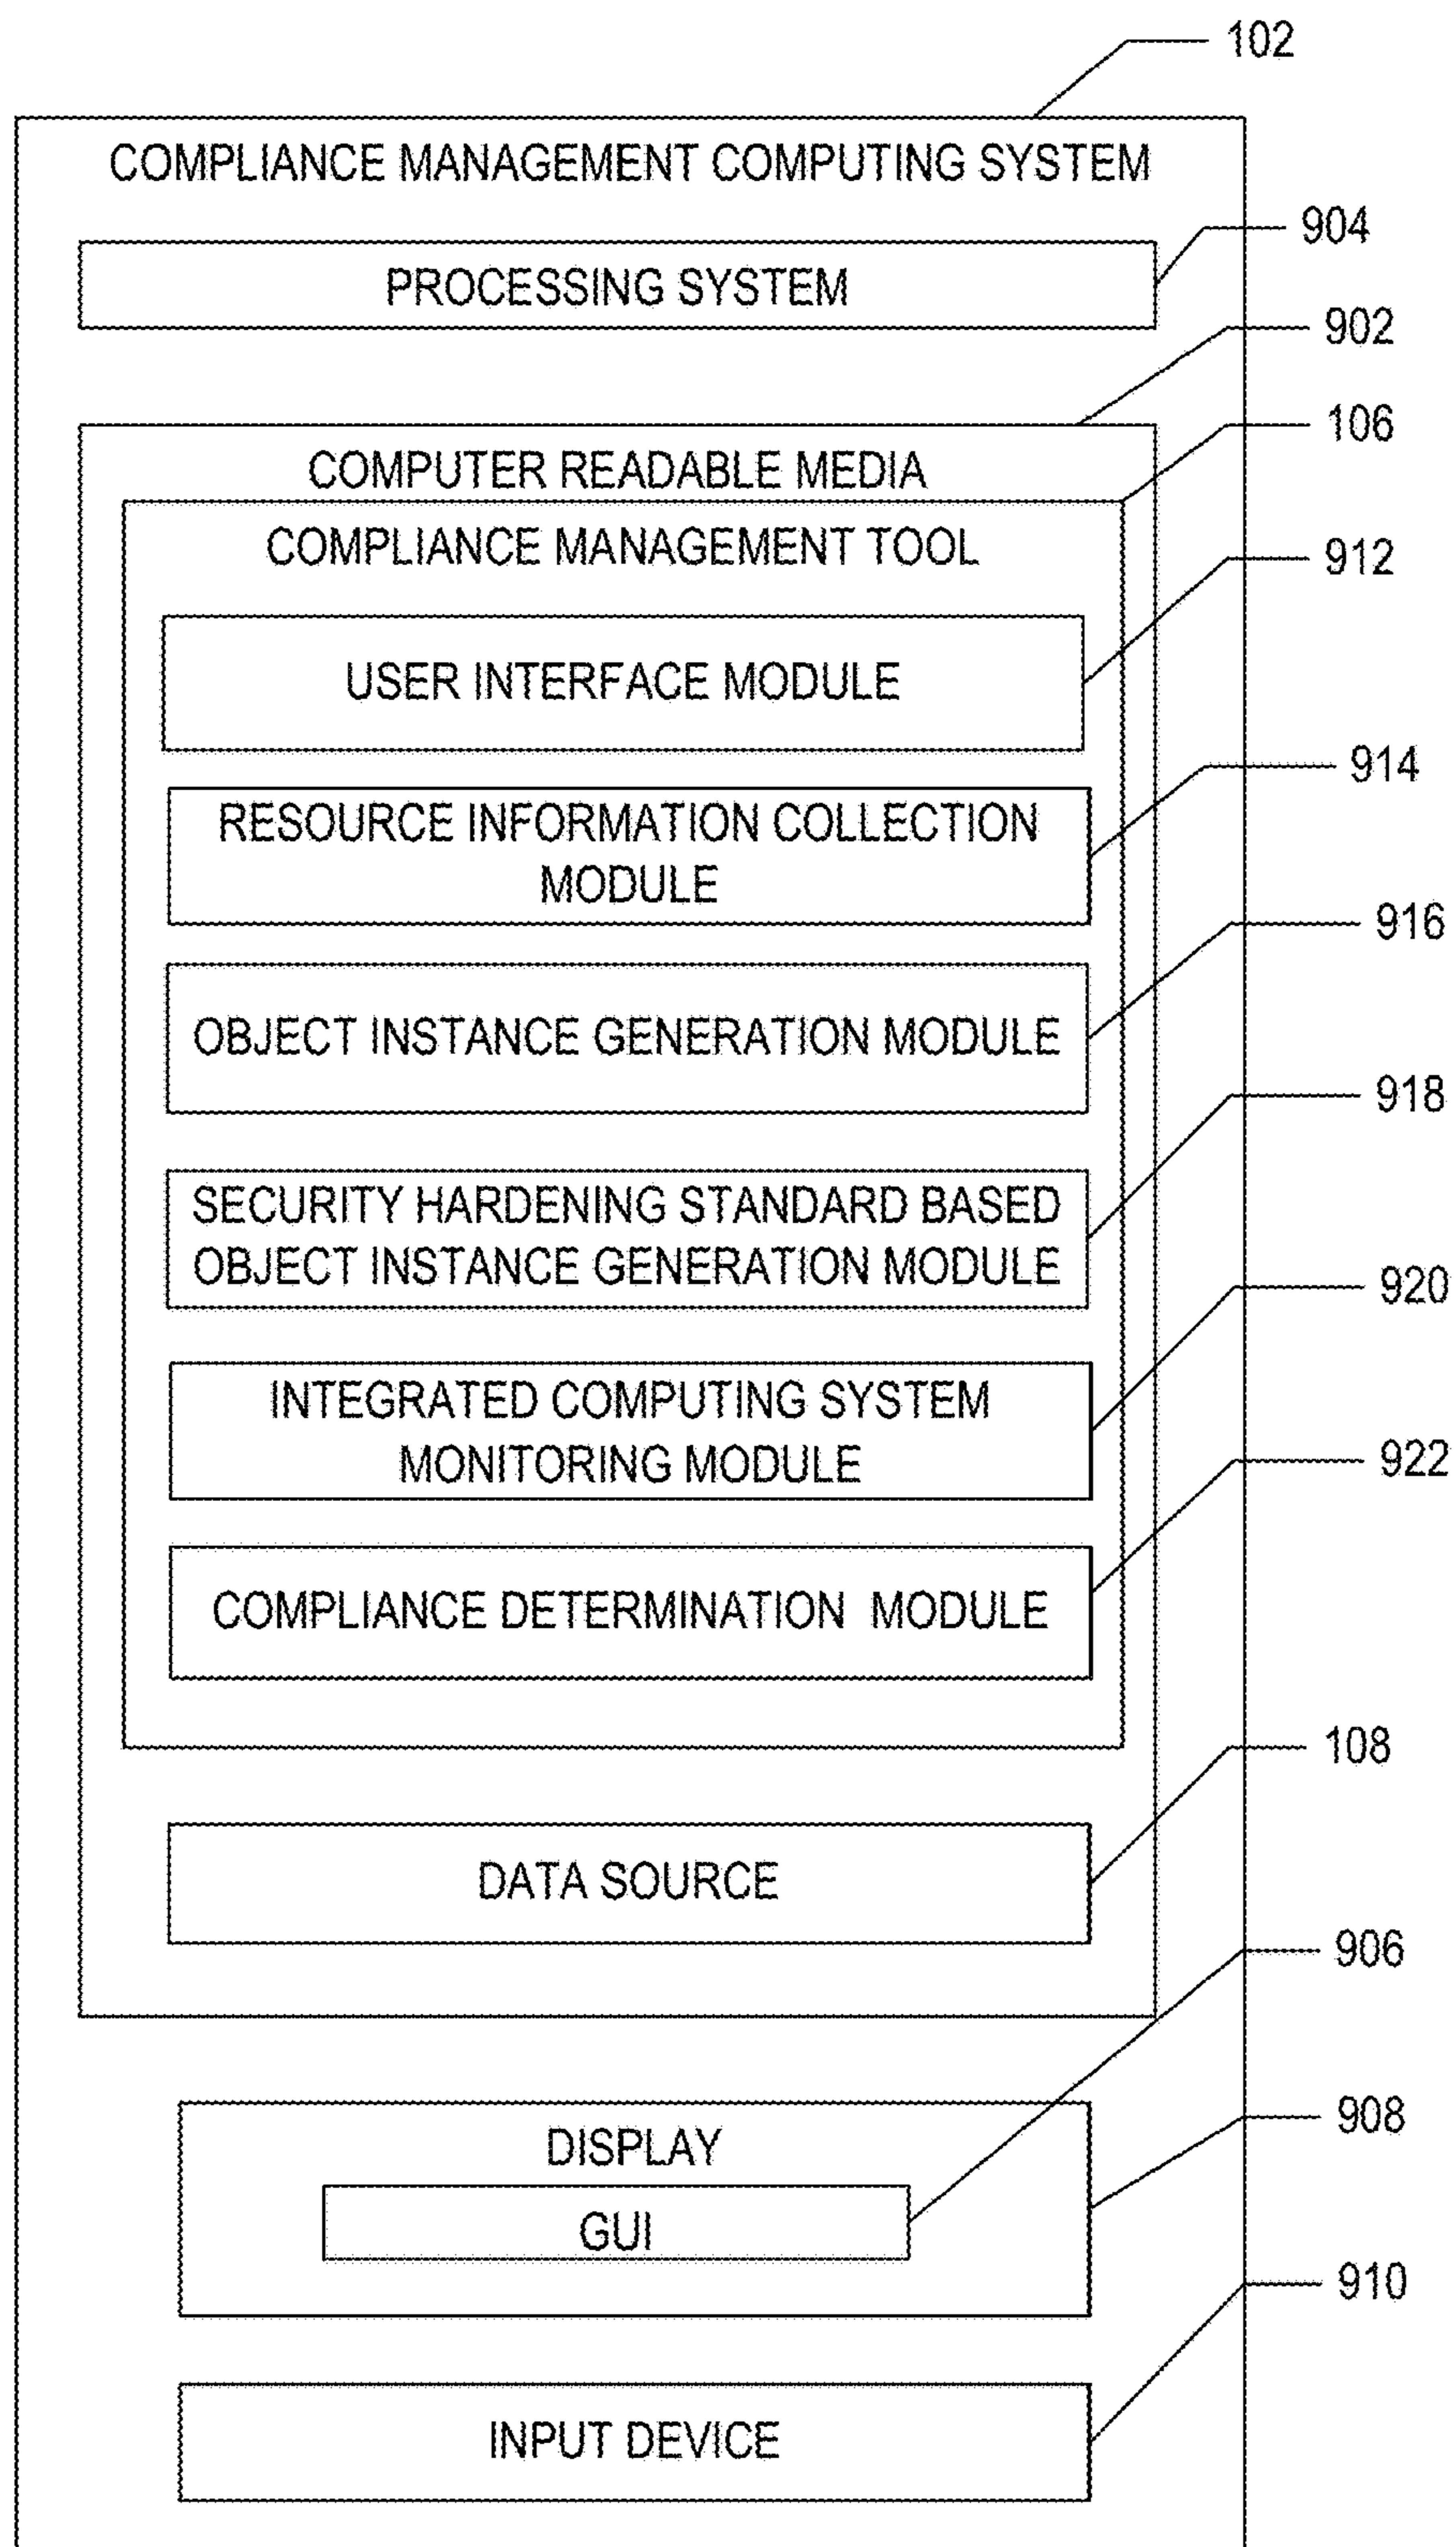 102
COMPLIANCE MANAGEMENT COMPUTING SYSTEM
904
PROCESSING SYSTEM
902
106
COMPUTER READABLE MEDIA
COMPLIANCE MANAGEMENT TOOL
912
USER INTERFACE MODULE
914
RESOURCE INFORMATION COLLECTION
MODULE
916
OBJECT INSTANCE GENERATION MODULE
918
SECURITY HARDENING STANDARD BASED
OBJECT INSTANCE GENERATION MODULE
920
INTEGRATED COMPUTING SYSTEM
MONITORING MODULE
922
COMPLIANCE DETERMINATION MODULE
108
DATA SOURCE
906
908
DISPLAY
GUI
910
INPUT DEVICE